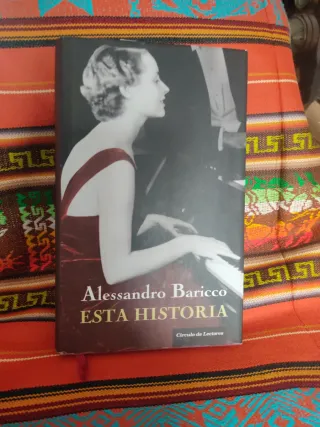 Alessandro Baricco
ESTA HISTORIA
Círculo de Lectores